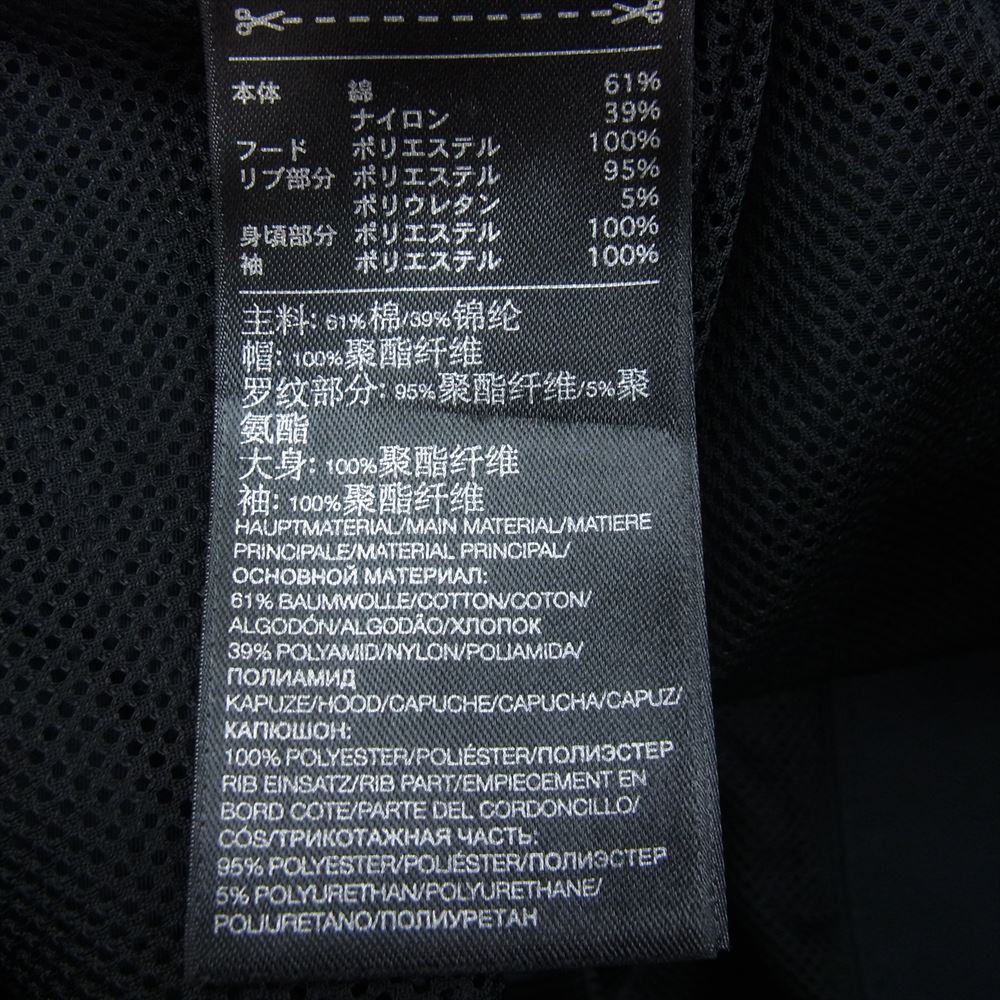 本体 綿 61%
ナイロン 39%
フード ポリエステル 100%
リブ部分 ポリエステル 95%
ポリウレタン 5%
身頃部分 ポリエステル 100%
袖 ポリエステル 100%
主料: 61%棉/39%锦纶
帽: 100%聚酯纤维
罗纹部分: 95%聚酯纤维/5%聚
氨酯
大身: 100%聚酯纤维
袖: 100%聚酯纤维
HAUPTMATERIAL/MAIN MATERIAL/MATIERE
PRINCIPALE/MATERIAL PRINCIPAL/
ОСНОВНОЙ МАТЕРИАЛ:
61% BAUMWOLLE/COTTON/COTON/
ALGODÓN/ALGODÃO/ХЛОПОК
39% POLYAMID/NYLON/POLIAMIDA/
ПОЛИАМИД
KAPUZE/HOOD/CAPUCHE/CAPUCHA/CAPUZ/
КАПЮШОН:
100% POLYESTER/POLIÉSTER/ПОЛИЭСТЕР
RIB EINSATZ/RIB PART/EMPIECEMENT EN
BORD COTE/PARTE DEL CORDONCILLO/
CÓS/ТРИКОТАЖНАЯ ЧАСТЬ:
95% POLYESTER/POLIÉSTER/ПОЛИЭСТЕР
5% POLYURETHAN/POLYURETHANE/
POLIURETANO/ПОЛИУРЕТАН